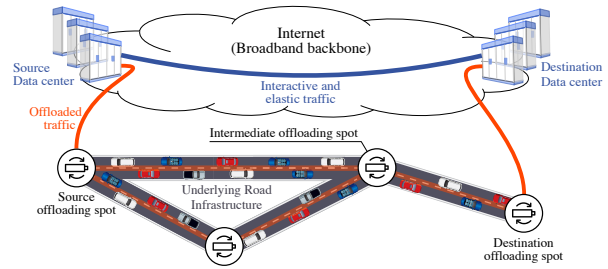 Internet
(Broadband backbone)
Source
Data center
Destination
Data center
Interactive and
elastic traffic
Offloaded
traffic
Intermediate offloading spot
Underlying Road
Infrastructure
Source
offloading spot
Destination
offloading spot